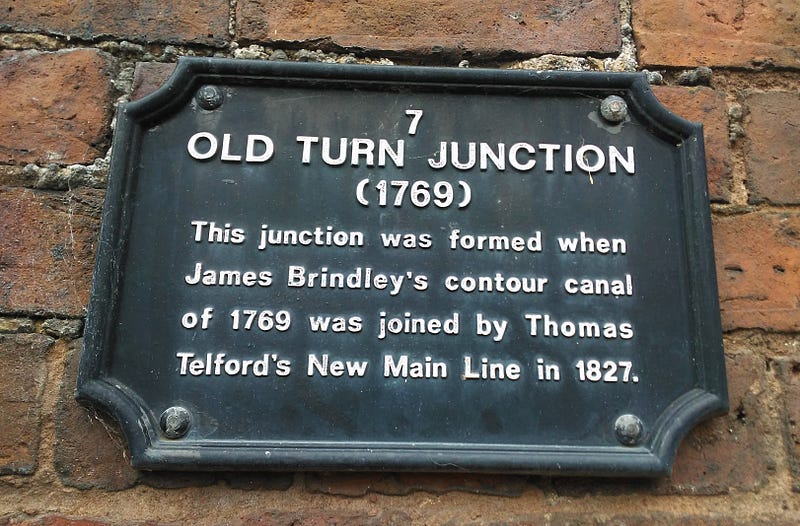 7
OLD TURN JUNCTION
(1769)
This junction was formed when
James Brindley's contour canal
of 1769 was joined by Thomas
Telford's New Main Line in 1827.